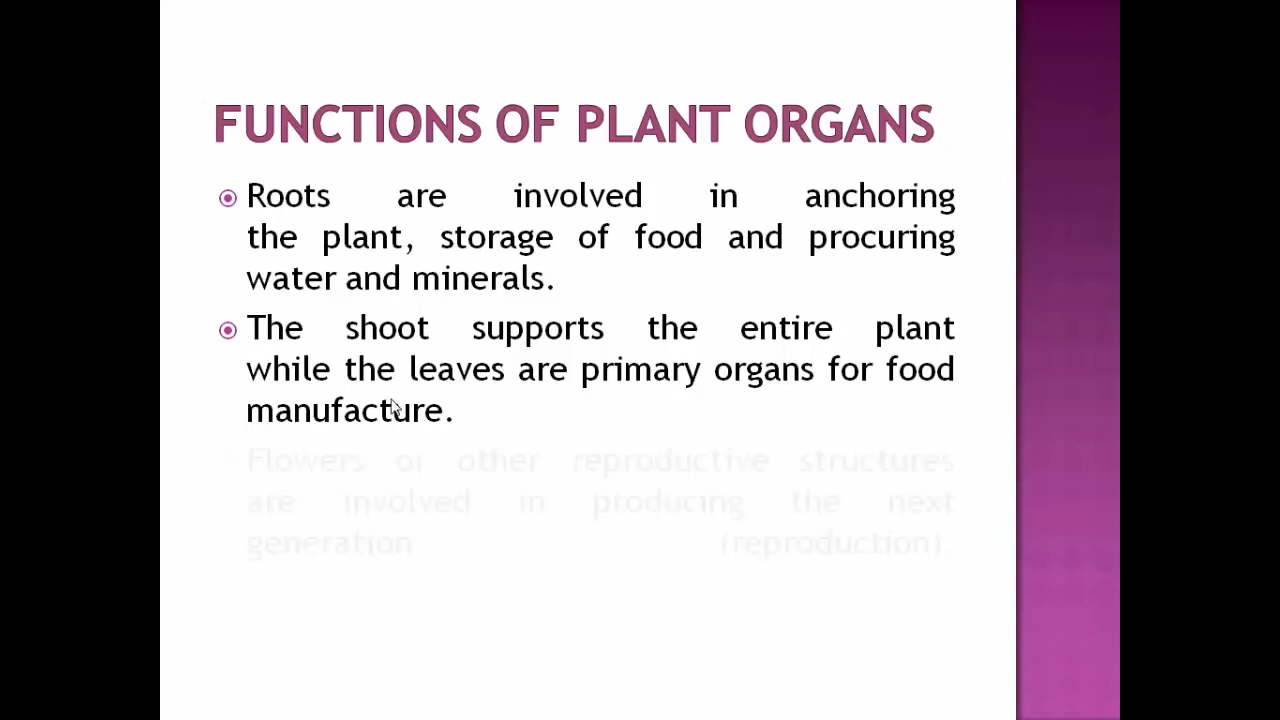 FUNCTIONS OF PLANT ORGANS
Roots are involved in anchoring
the plant, storage of food and procuring
water and minerals.
The shoot supports the entire plant
while the leaves are primary organs for food
manufacture.
Flowers or other reproductive structures
are involved in producing the next
generation (reproduction).